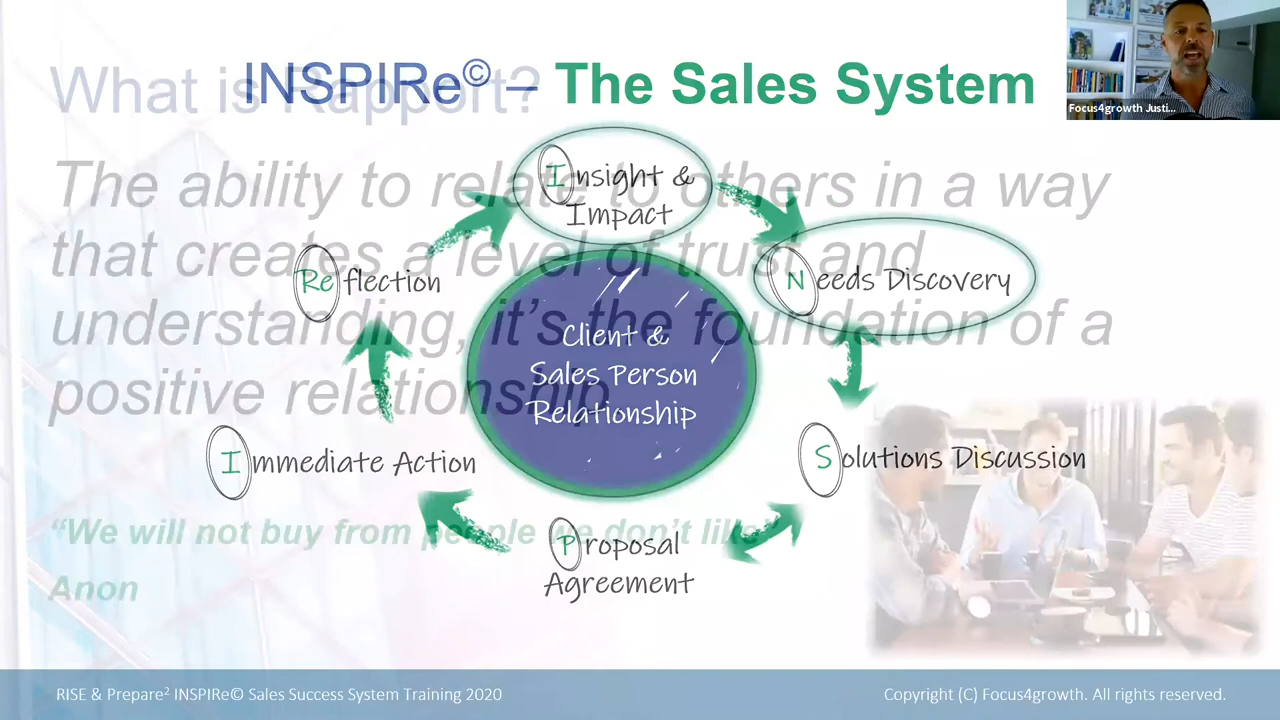 What is Rapport?
INSPIRe© – The Sales System
The ability to relate to others in a way
that creates a level of trust and
understanding, it's the foundation of a
positive relationship
Insight &
Impact
Needs Discovery
Solutions Discussion
Proposal
Agreement
Immediate Action
Reflection
Client &
Sales Person
Relationship
“We will not buy from people we don’t like”
Anon
Focus4growth Justi...
RISE & Prepare² INSPIRe© Sales Success System Training 2020
Copyright (C) Focus4growth. All rights reserved.